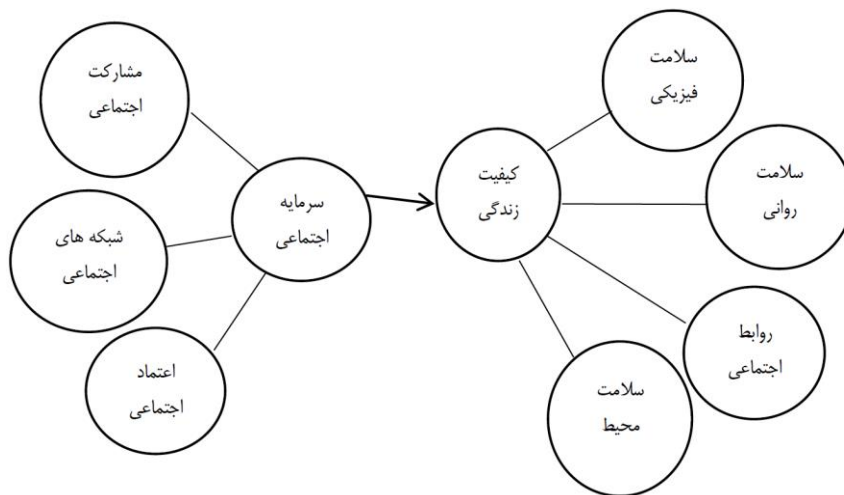 سلامت
فیزیکی
مشارکت
اجتماعی
سلامت
روانی
کیفیت
زندگی
سرمایه
اجتماعی
شبکه های
اجتماعی
روابط
اجتماعی
اعتماد
اجتماعی
سلامت
محیط